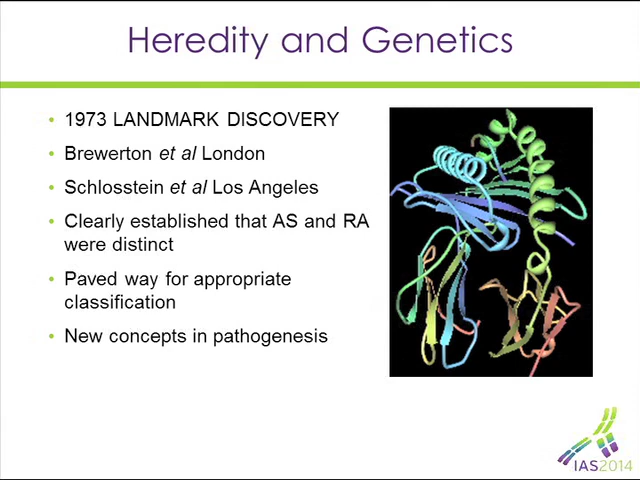 Heredity and Genetics
• 1973 LANDMARK DISCOVERY
• Brewerton et al London
• Schlosstein et al Los Angeles
• Clearly established that AS and RA
were distinct
• Paved way for appropriate
classification
• New concepts in pathogenesis
IAS2014